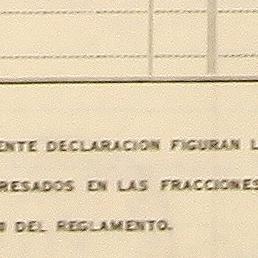 ENTE DECLARACION FIGURAN L
RESADOS EN LAS FRACCIONES
DEL REGLAMENTO.